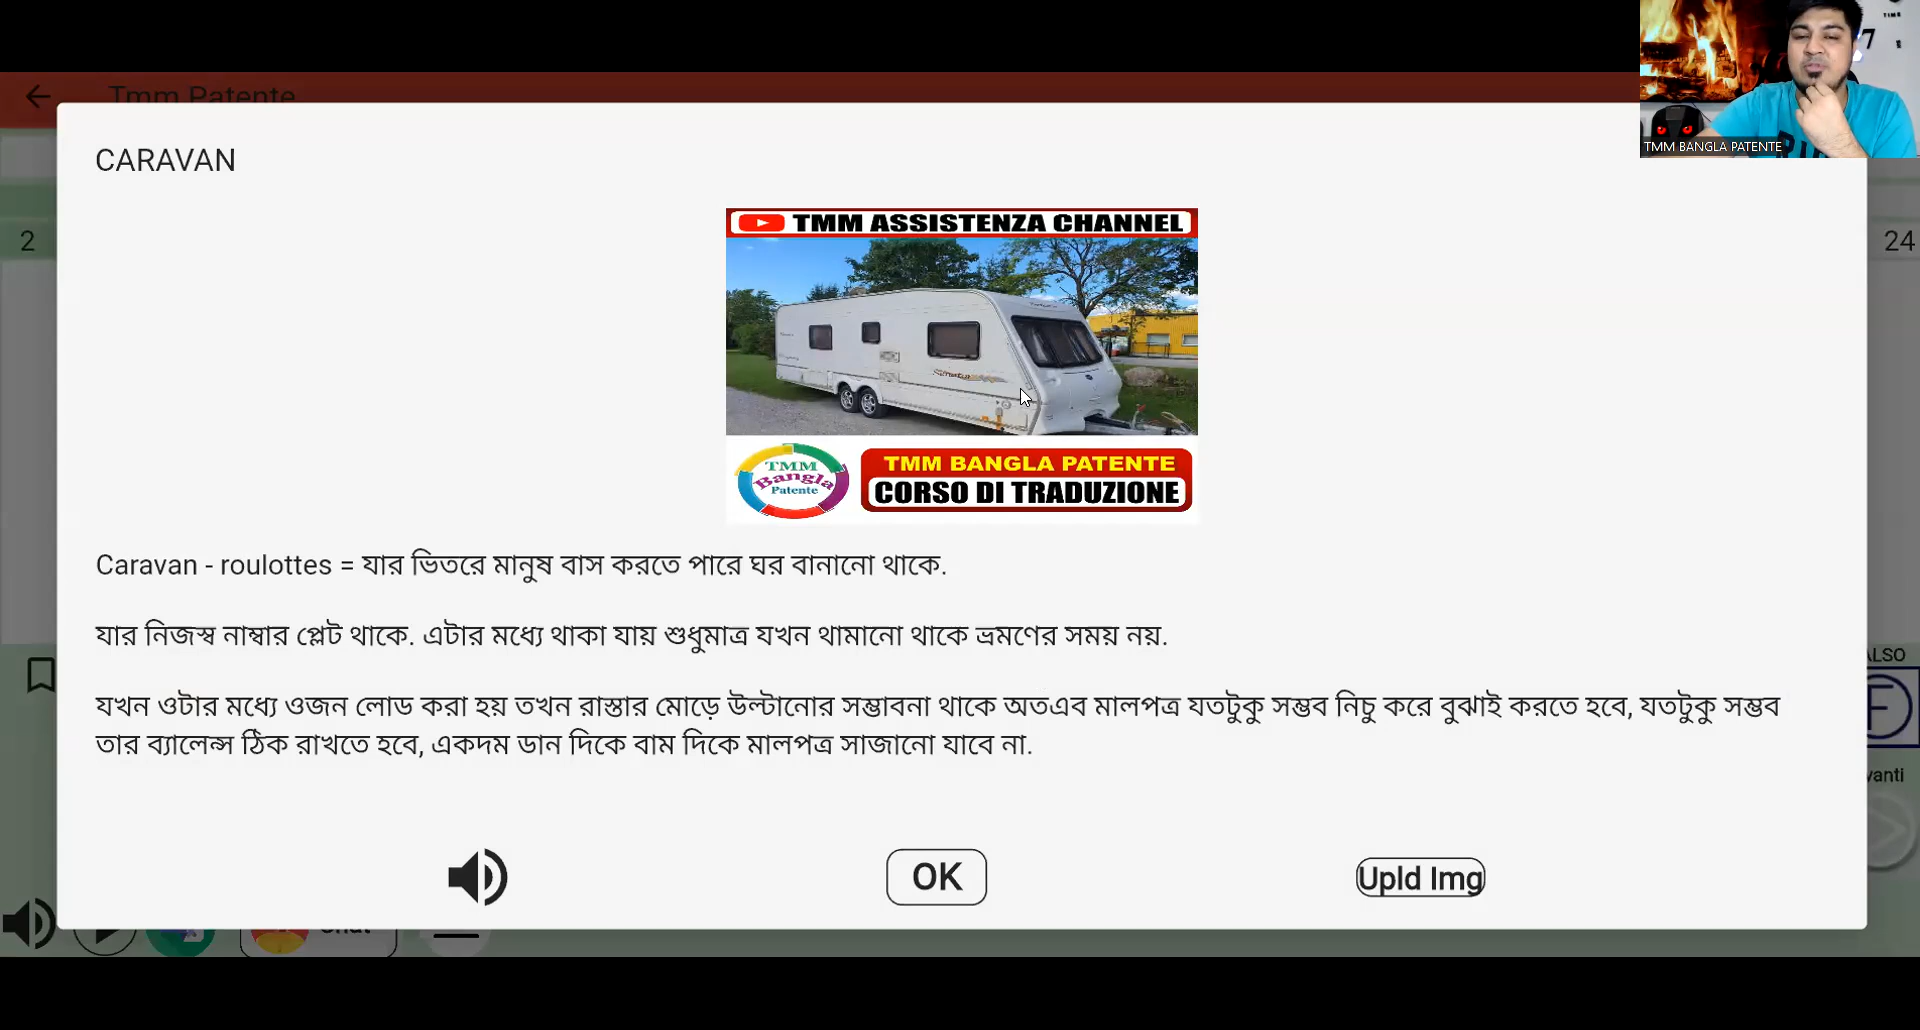 TIME
7
TMM BANGLA PATENTE
Tmm Patente
CARAVAN
2
24
TMM ASSISTENZA CHANNEL
TMM
Bangla
Patente
TMM BANGLA PATENTE
CORSO DI TRADUZIONE
Caravan - roulottes = যার ভিতরে মানুষ বাস করতে পারে ঘর বানানো থাকে.
যার নিজস্ব নাম্বার প্লেট থাকে. এটার মধ্যে থাকা যায় শুধুমাত্র যখন থামানো থাকে ভ্রমণের সময় নয়.
যখন ওটার মধ্যে ওজন লোড করা হয় তখন রাস্তার মোড়ে উল্টানোর সম্ভাবনা থাকে অতএব মালপত্র যতটুকু সম্ভব নিচু করে বুঝাই করতে হবে, যতটুকু সম্ভব
তার ব্যালেন্স ঠিক রাখতে হবে, একদম ডান দিকে বাম দিকে মালপত্র সাজানো যাবে না.
ALSO
F
vanti
OK
Upld Img